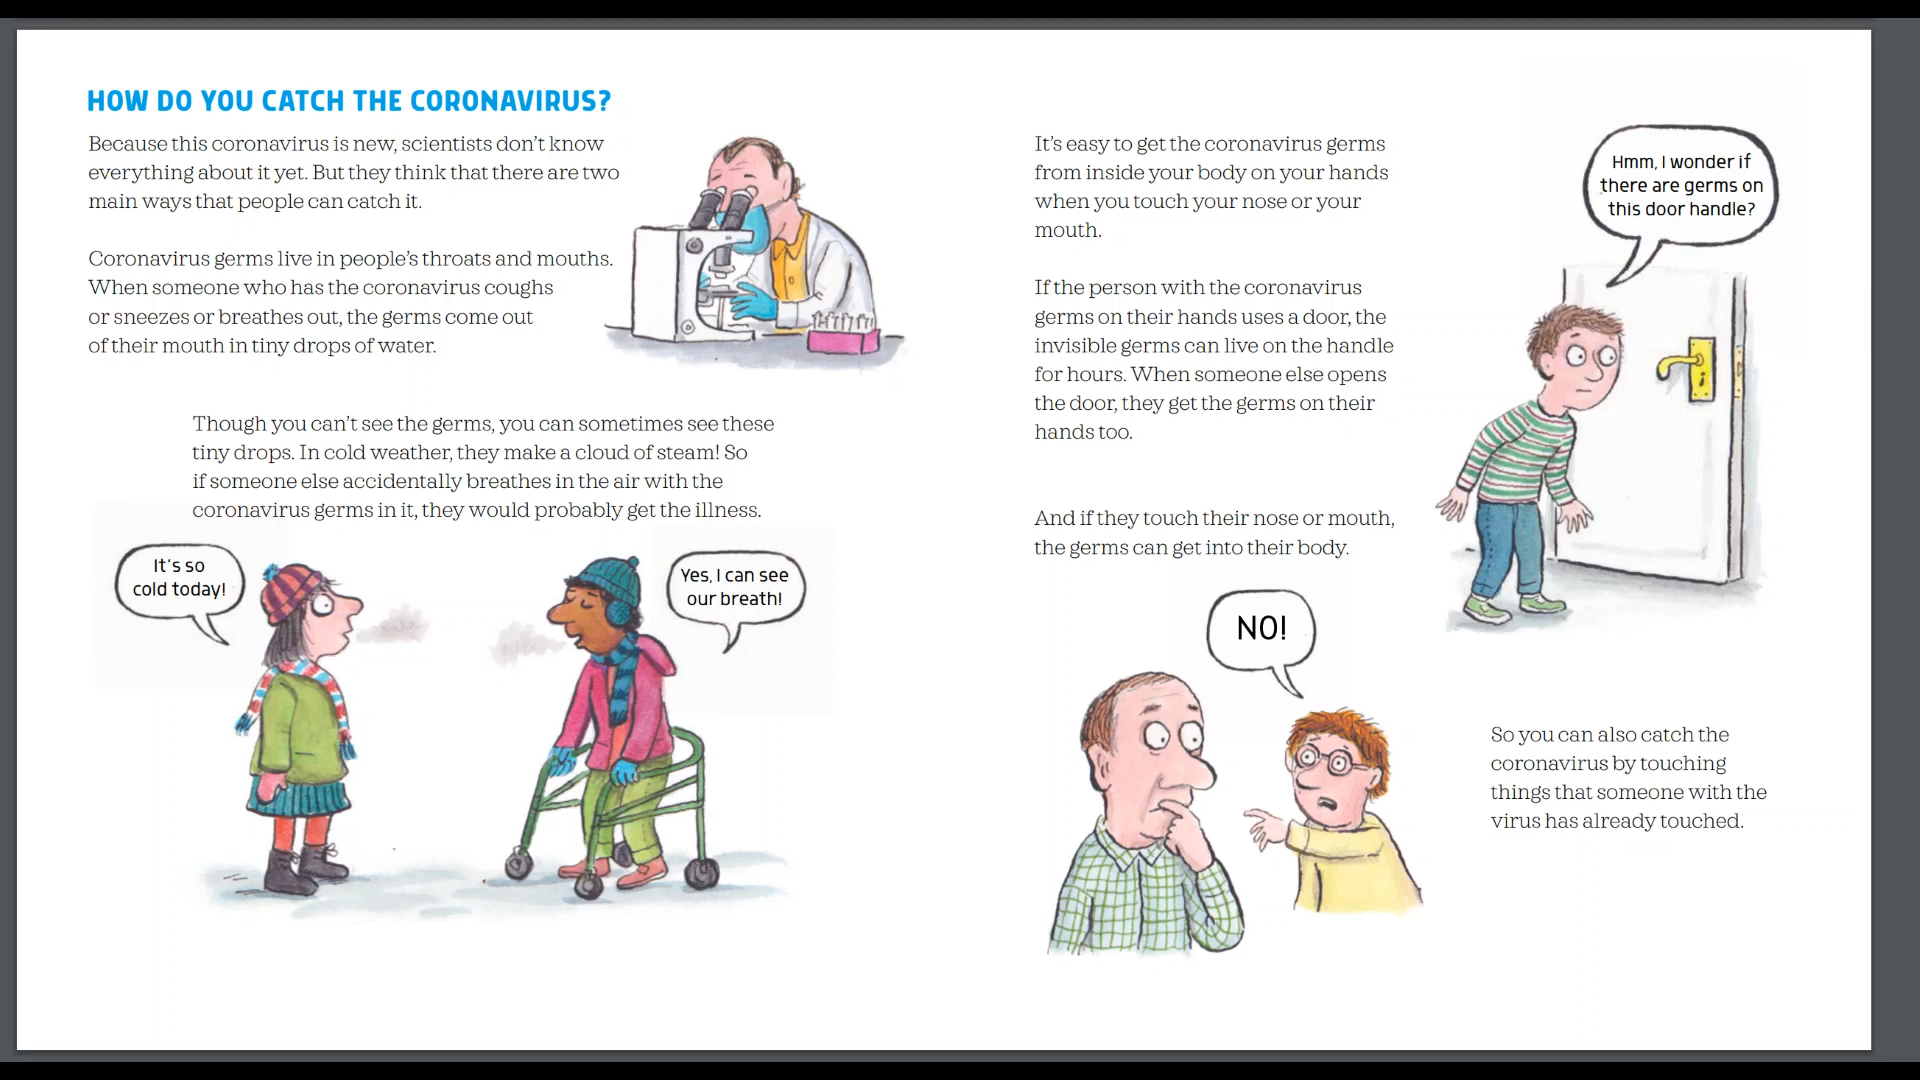 HOW DO YOU CATCH THE CORONAVIRUS?
Because this coronavirus is new, scientists don't know
everything about it yet. But they think that there are two
main ways that people can catch it.
Coronavirus germs live in people's throats and mouths.
When someone who has the coronavirus coughs
or sneezes or breathes out, the germs come out
of their mouth in tiny drops of water.
Though you can't see the germs, you can sometimes see these
tiny drops. In cold weather, they make a cloud of steam! So
if someone else accidentally breathes in the air with the
coronavirus germs in it, they would probably get the illness.
It's so
cold today!
Yes, I can see
our breath!
It's easy to get the coronavirus germs
from inside your body on your hands
when you touch your nose or your
mouth.
If the person with the coronavirus
germs on their hands uses a door, the
invisible germs can live on the handle
for hours. When someone else opens
the door, they get the germs on their
hands too.
Hmm, I wonder if
there are germs on
this door handle?
And if they touch their nose or mouth,
the germs can get into their body.
NO!
So you can also catch the
coronavirus by touching
things that someone with the
virus has already touched.